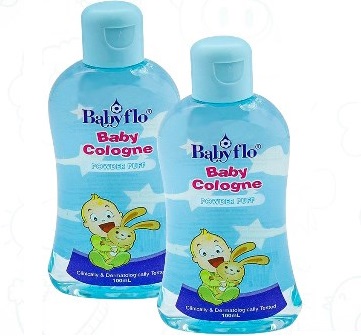 Babyflo®
Baby
Cologne
POWDER PUFF
Clinically & Dermatologically Tested
100mL
Babyflo®
Baby
Cologne
POWDER PUFF
Clinically & Dermatologically Tested
100mL